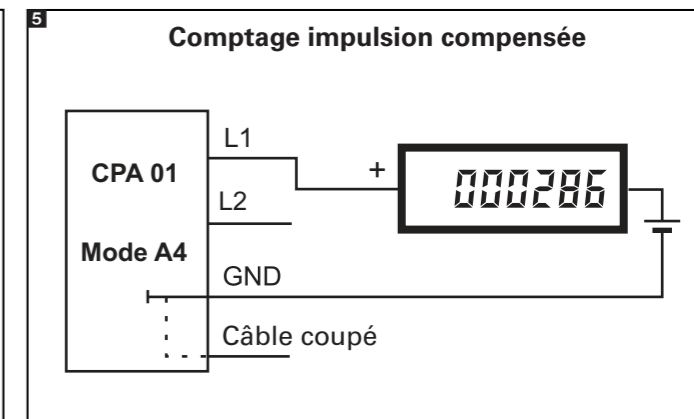 5
Comptage impulsion compensée
L1
CPA 01
+
000286
L2
Mode A4
GND
Câble coupé